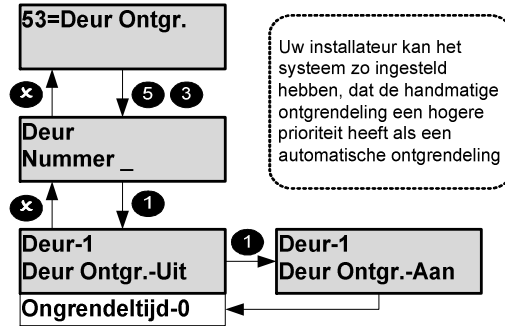 53=Deur Ontgr.
Uw installateur kan het
systeem zo ingesteld
hebben, dat de handmatige
ontgrendeling een hogere
prioriteit heeft als een
automatische ontgrendeling
x
5 3
Deur
Nummer _
x
1
Deur-1
Deur Ontgr.-Uit
1
Deur-1
Deur Ontgr.-Aan
Ongrendeltijd-0